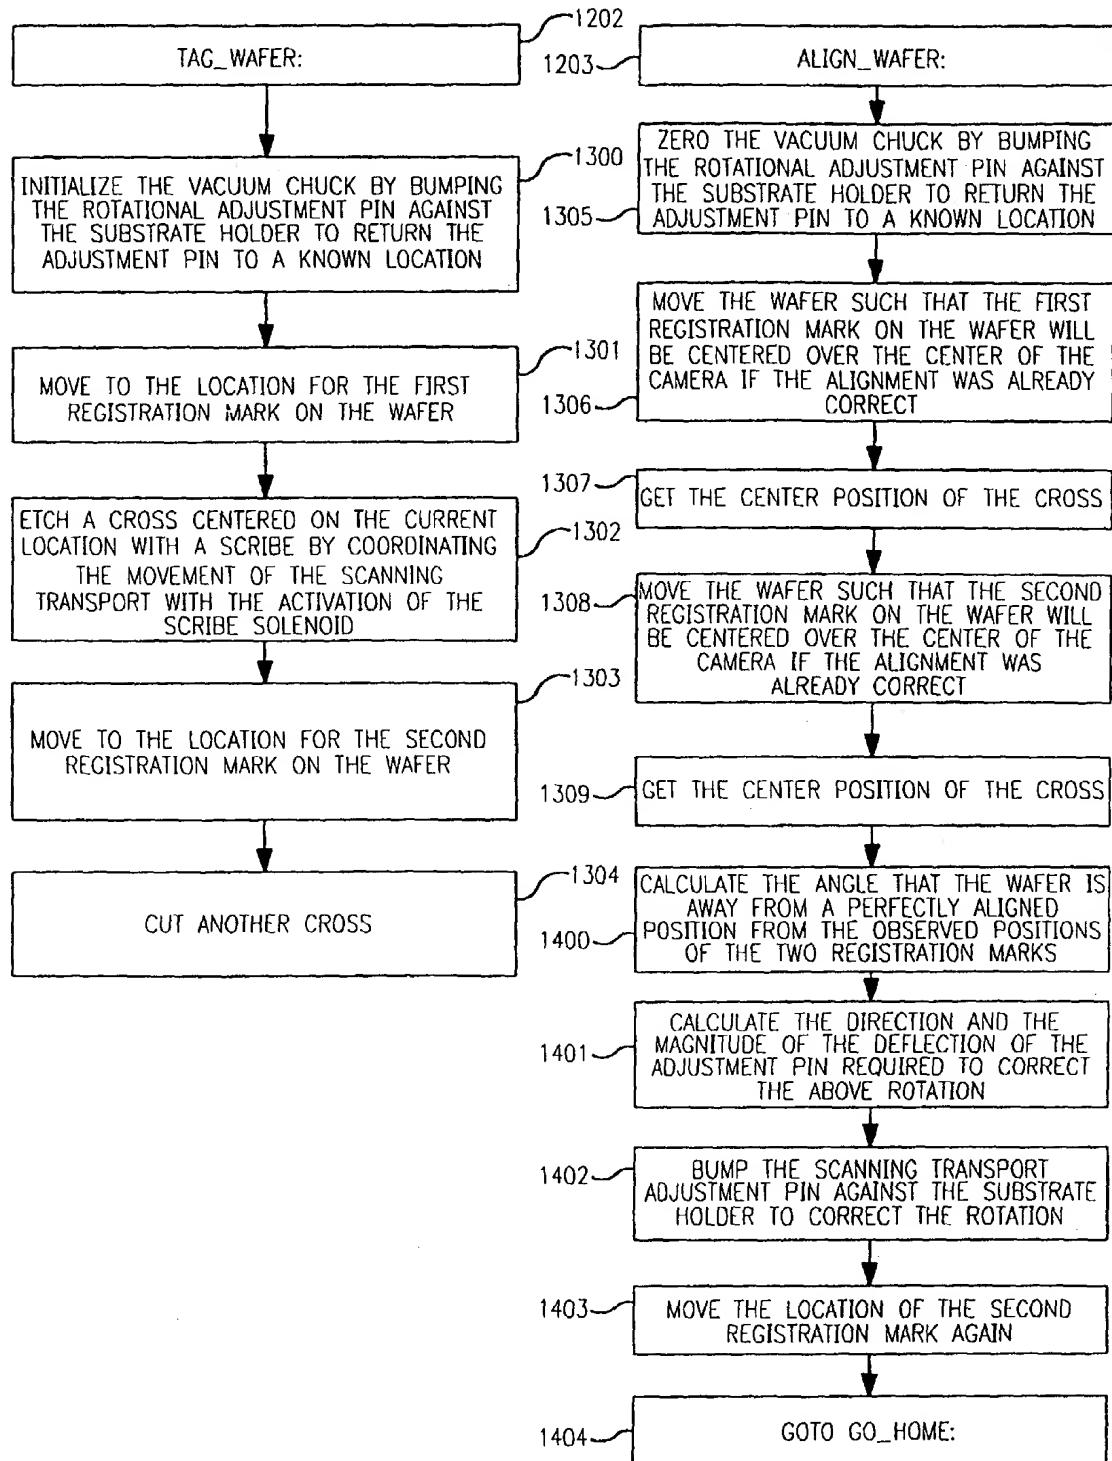 1202
TAG_WAFER:
1300
INITIALIZE THE VACUUM CHUCK BY BUMPING
THE ROTATIONAL ADJUSTMENT PIN AGAINST
THE SUBSTRATE HOLDER TO RETURN THE
ADJUSTMENT PIN TO A KNOWN LOCATION
1301
MOVE TO THE LOCATION FOR THE FIRST
REGISTRATION MARK ON THE WAFER
1302
ETCH A CROSS CENTERED ON THE CURRENT
LOCATION WITH A SCRIBE BY COORDINATING
THE MOVEMENT OF THE SCANNING
TRANSPORT WITH THE ACTIVATION OF THE
SCRIBE SOLENOID
1303
MOVE TO THE LOCATION FOR THE SECOND
REGISTRATION MARK ON THE WAFER
1304
CUT ANOTHER CROSS
1203
ALIGN_WAFER:
ZERO THE VACUUM CHUCK BY BUMPING
THE ROTATIONAL ADJUSTMENT PIN AGAINST
THE SUBSTRATE HOLDER TO RETURN THE
1305
ADJUSTMENT PIN TO A KNOWN LOCATION
MOVE THE WAFER SUCH THAT THE FIRST
REGISTRATION MARK ON THE WAFER WILL
BE CENTERED OVER THE CENTER OF THE
CAMERA IF THE ALIGNMENT WAS ALREADY
1306
CORRECT
1307
GET THE CENTER POSITION OF THE CROSS
1308
MOVE THE WAFER SUCH THAT THE SECOND
REGISTRATION MARK ON THE WAFER WILL
BE CENTERED OVER THE CENTER OF THE
CAMERA IF THE ALIGNMENT WAS
ALREADY CORRECT
1309
GET THE CENTER POSITION OF THE CROSS
CALCULATE THE ANGLE THAT THE WAFER IS
AWAY FROM A PERFECTLY ALIGNED
1400
POSITION FROM THE OBSERVED POSITIONS
OF THE TWO REGISTRATION MARKS
CALCULATE THE DIRECTION AND THE
MAGNITUDE OF THE DEFLECTION OF THE
1401
ADJUSTMENT PIN REQUIRED TO CORRECT
THE ABOVE ROTATION
1402
BUMP THE SCANNING TRANSPORT
ADJUSTMENT PIN AGAINST THE SUBSTRATE
HOLDER TO CORRECT THE ROTATION
1403
MOVE THE LOCATION OF THE SECOND
REGISTRATION MARK AGAIN
1404
GOTO GO_HOME: